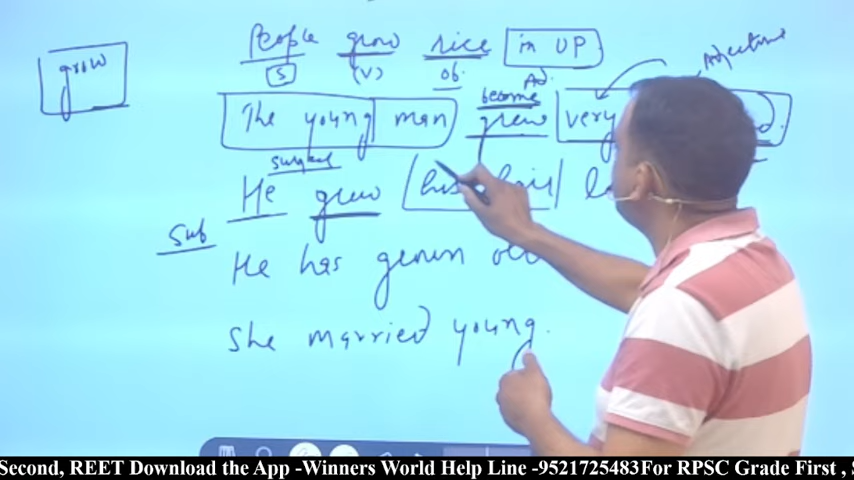 People grow rice in UP
grow
(S) (V) ob.
Adjective
Ad.
become
The young man grew very
He grew his hair
Sub
He has grown
She married young.
Second, REET Download the App -Winners World Help Line -9521725483For RPSC Grade First , S